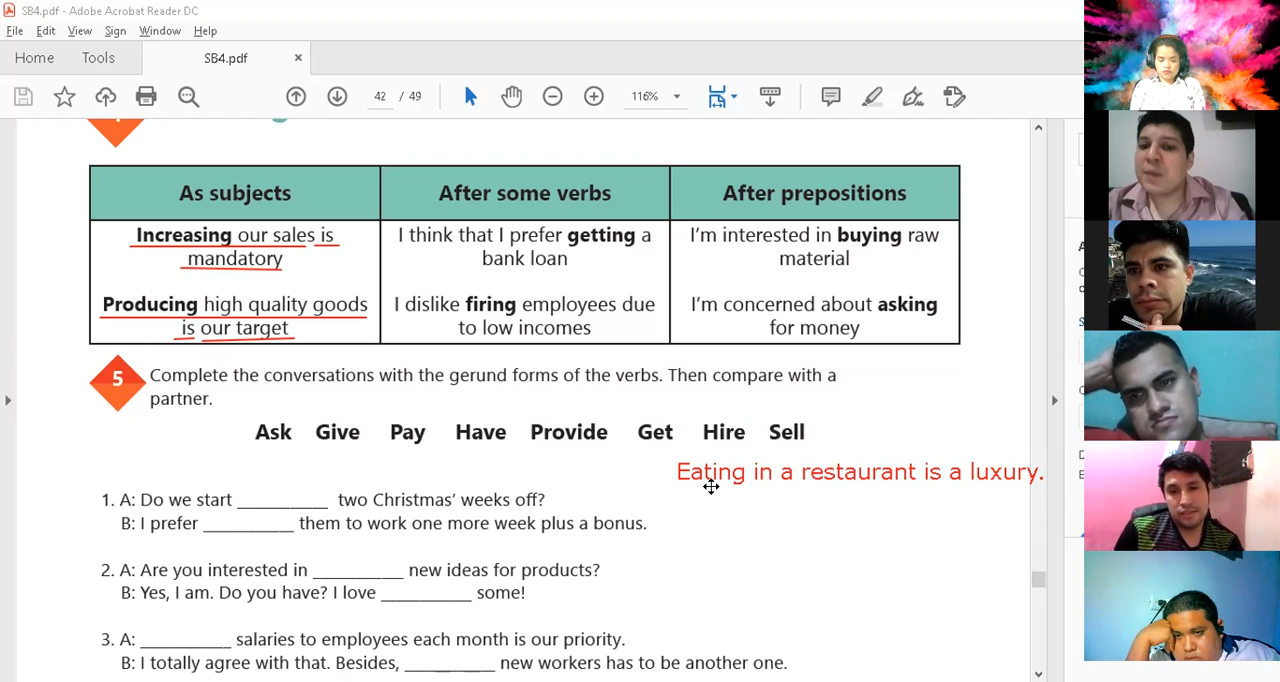 SB4.pdf - Adobe Acrobat Reader DC
File Edit View Sign Window Help
Home Tools SB4.pdf ×
42 / 49 116%
As subjects After some verbs After prepositions
Increasing our sales is mandatory
I think that I prefer getting a bank loan
I'm interested in buying raw material
Producing high quality goods is our target
I dislike firing employees due to low incomes
I'm concerned about asking for money
5 Complete the conversations with the gerund forms of the verbs. Then compare with a
partner.
Ask Give Pay Have Provide Get Hire Sell
Eating in a restaurant is a luxury.
1. A: Do we start __________ two Christmas' weeks off?
B: I prefer __________ them to work one more week plus a bonus.
2. A: Are you interested in __________ new ideas for products?
B: Yes, I am. Do you have? I love __________ some!
3. A: __________ salaries to employees each month is our priority.
B: I totally agree with that. Besides, __________ new workers has to be another one.